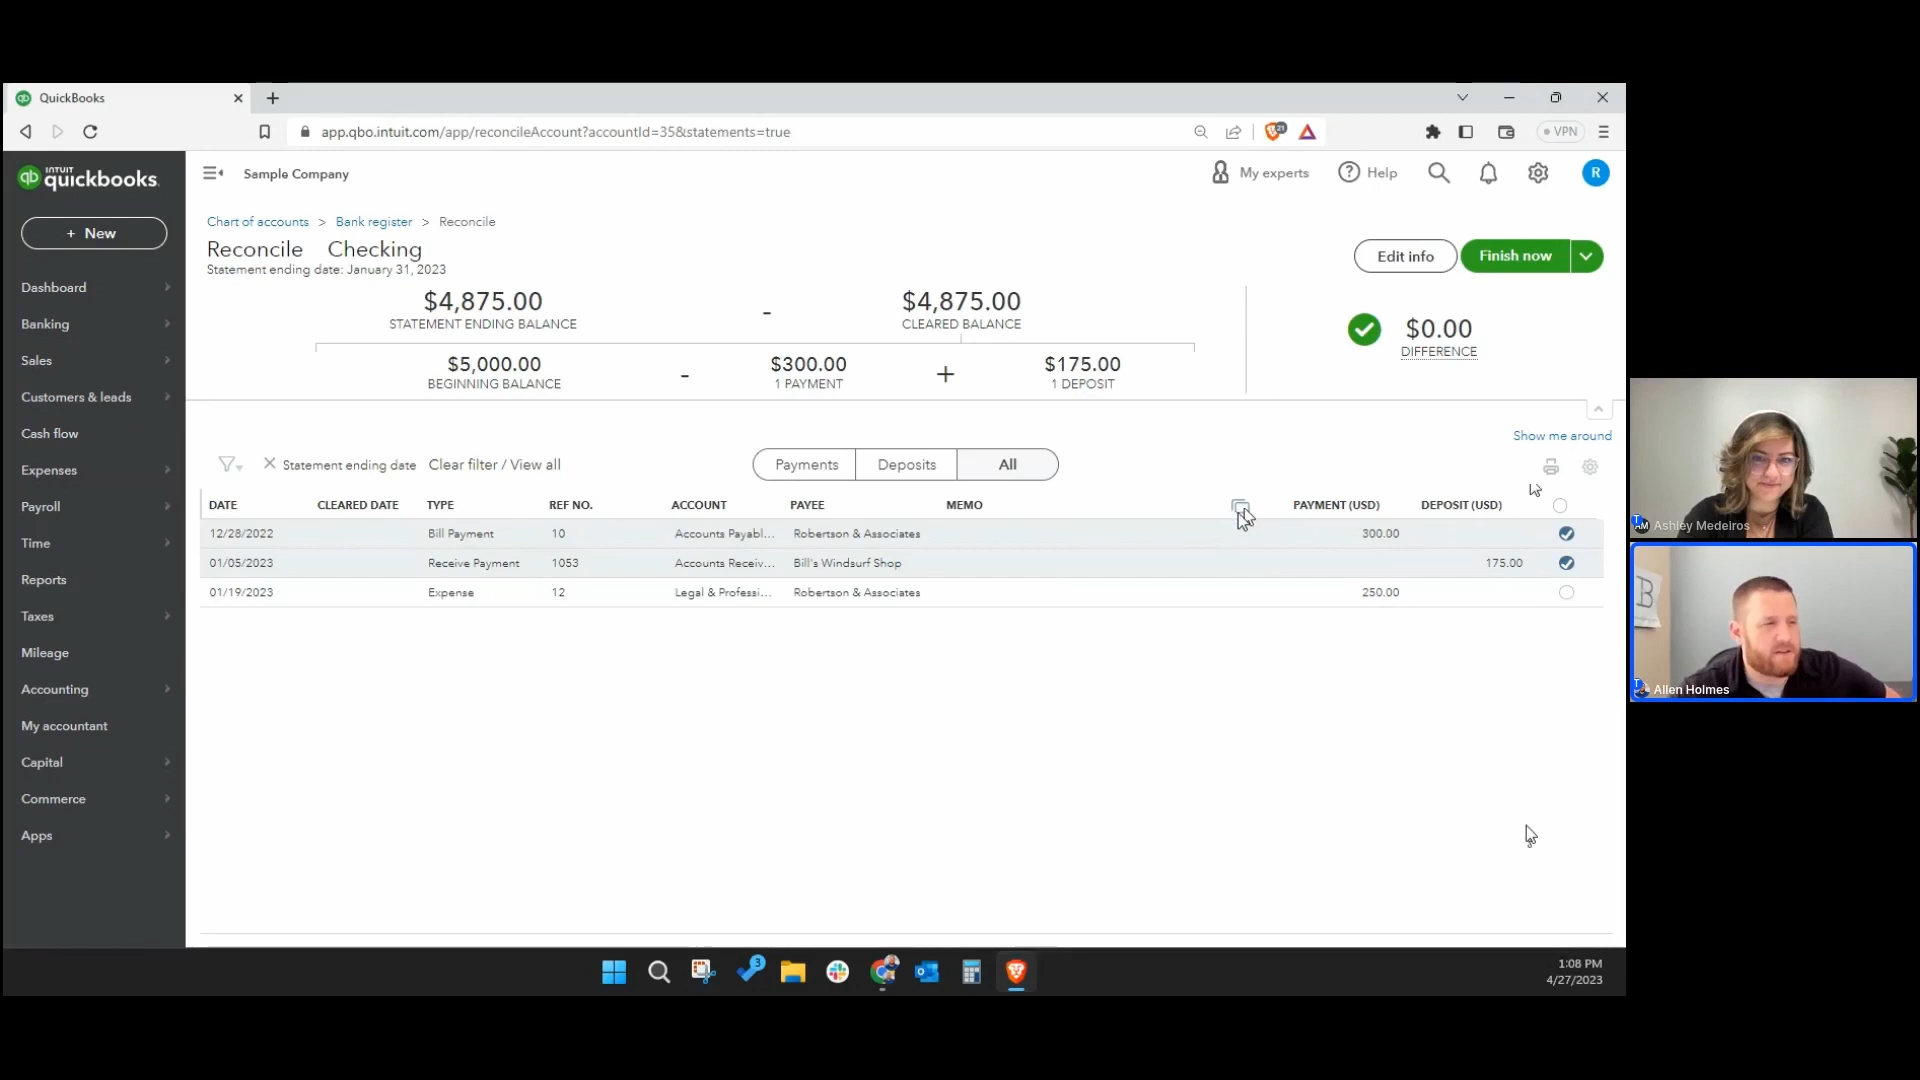 QuickBooks
app.qbo.intuit.com/app/reconcileAccount?accountId=35&statements=true
21
VPN
INTUIT
qb quickbooks.
Sample Company
My experts
Help
R
+ New
Dashboard
Banking
Sales
Customers & leads
Cash flow
Expenses
Payroll
Time
Reports
Taxes
Mileage
Accounting
My accountant
Capital
Commerce
Apps
Chart of accounts > Bank register > Reconcile
Reconcile Checking
Statement ending date: January 31, 2023
Edit info
Finish now
$4,875.00 - $4,875.00
STATEMENT ENDING BALANCE CLEARED BALANCE
$5,000.00 - $300.00 + $175.00
BEGINNING BALANCE 1 PAYMENT 1 DEPOSIT
$0.00
DIFFERENCE
Show me around
Statement ending date Clear filter / View all
Payments Deposits All
DATE CLEARED DATE TYPE REF NO. ACCOUNT PAYEE MEMO PAYMENT (USD) DEPOSIT (USD)
12/28/2022 Bill Payment 10 Accounts Payabl... Robertson & Associates 300.00
01/05/2023 Receive Payment 1053 Accounts Receiv... Bill's Windsurf Shop 175.00
01/19/2023 Expense 12 Legal & Professi... Robertson & Associates 250.00
AM Ashley Medeiros
B
Allen Holmes
3
1:08 PM
4/27/2023